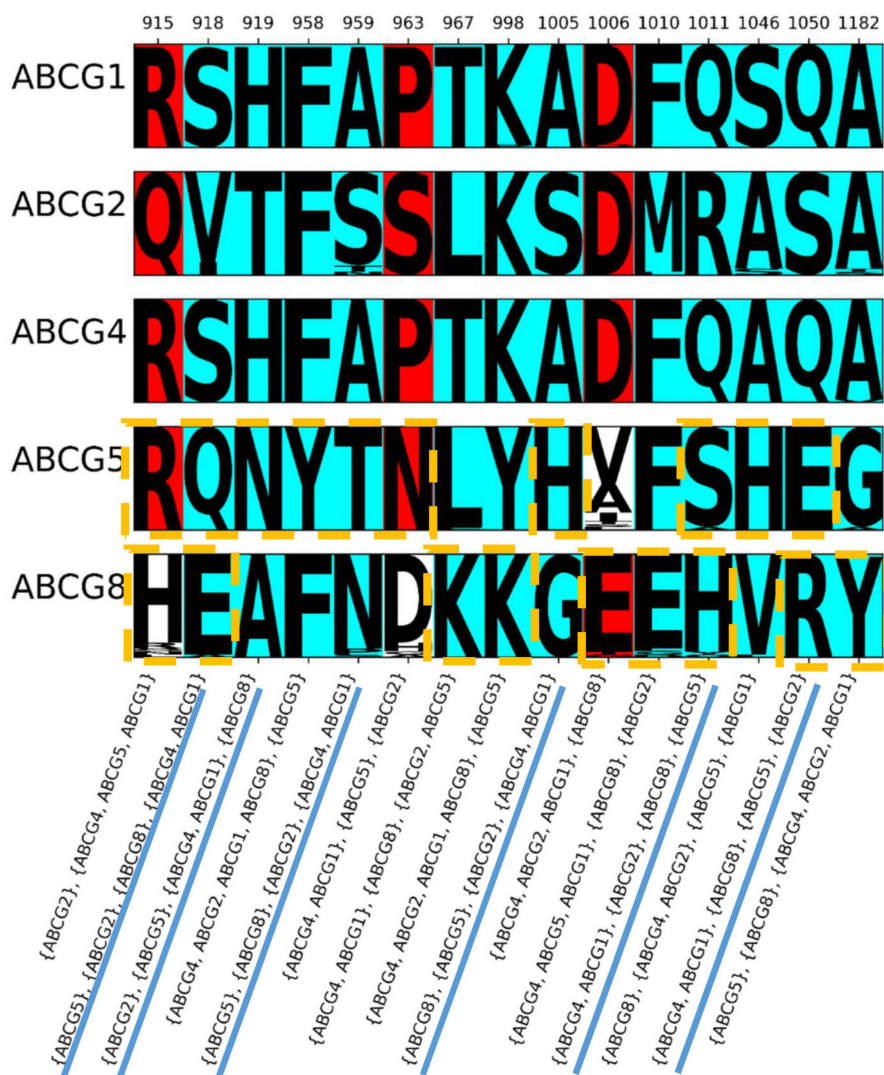 915 918 919 958 959 963 967 998 1005 1006 1010 1011 1046 1050 1182
ABCG1 RSHFAPTKADFQSQA
ABCG2 QVTFSSLKSDMRASA
ABCG4 RSHFAPTKADFQAQA
ABCG5 RQNYTNLYHXFSHEG
ABCG8 HEAFNDKKGEEHVRY
{ABCG2}, {ABCG4, ABCG5, ABCG1}
{ABCG5}, {ABCG2}, {ABCG8}, {ABCG4, ABCG1}
{ABCG2}, {ABCG5}, {ABCG4, ABCG1}, {ABCG8}
{ABCG4, ABCG2, ABCG1, ABCG8}, {ABCG5}
{ABCG5}, {ABCG8}, {ABCG2}, {ABCG4, ABCG1}
{ABCG4, ABCG1}, {ABCG5}, {ABCG2}
{ABCG4, ABCG1}, {ABCG8}, {ABCG2, ABCG5}
{ABCG4, ABCG2, ABCG1, ABCG8}, {ABCG5}
{ABCG8}, {ABCG5}, {ABCG2}, {ABCG4, ABCG1}
{ABCG4, ABCG2, ABCG1}, {ABCG8}
{ABCG4, ABCG5, ABCG1}, {ABCG8}, {ABCG2}
{ABCG4, ABCG1}, {ABCG2}, {ABCG8}, {ABCG5}
{ABCG8}, {ABCG4, ABCG2}, {ABCG5}, {ABCG1}
{ABCG4, ABCG1}, {ABCG8}, {ABCG5}, {ABCG2}
{ABCG5}, {ABCG8}, {ABCG4, ABCG2, ABCG1}